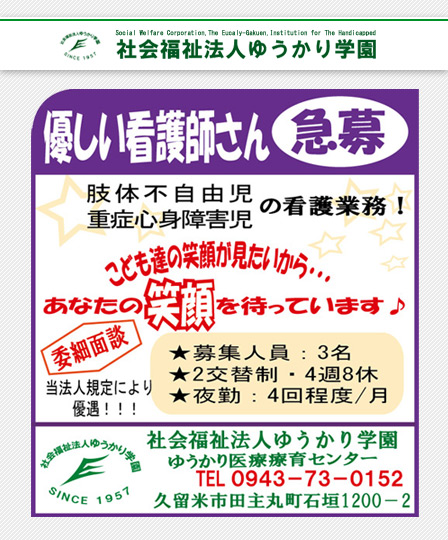 Social Welfare Corporation, The Eucaly-Gakuen, Institution for The Handicapped
社会福祉法人ゆうかり学園
SINCE 1957
優しい看護師さん 急募
肢体不自由児
重症心身障害児 の看護業務！
こども達の笑顔が見たいから・・・
あなたの笑顔を待っています♪
委細面談
当法人規定により
優遇！！！
★募集人員：3名
★2交替制・4週8休
★夜勤：4回程度/月
社会福祉法人ゆうかり学園
SINCE 1957
社会福祉法人ゆうかり学園
ゆうかり医療療育センター
TEL 0943-73-0152
久留米市田主丸町石垣1200-2